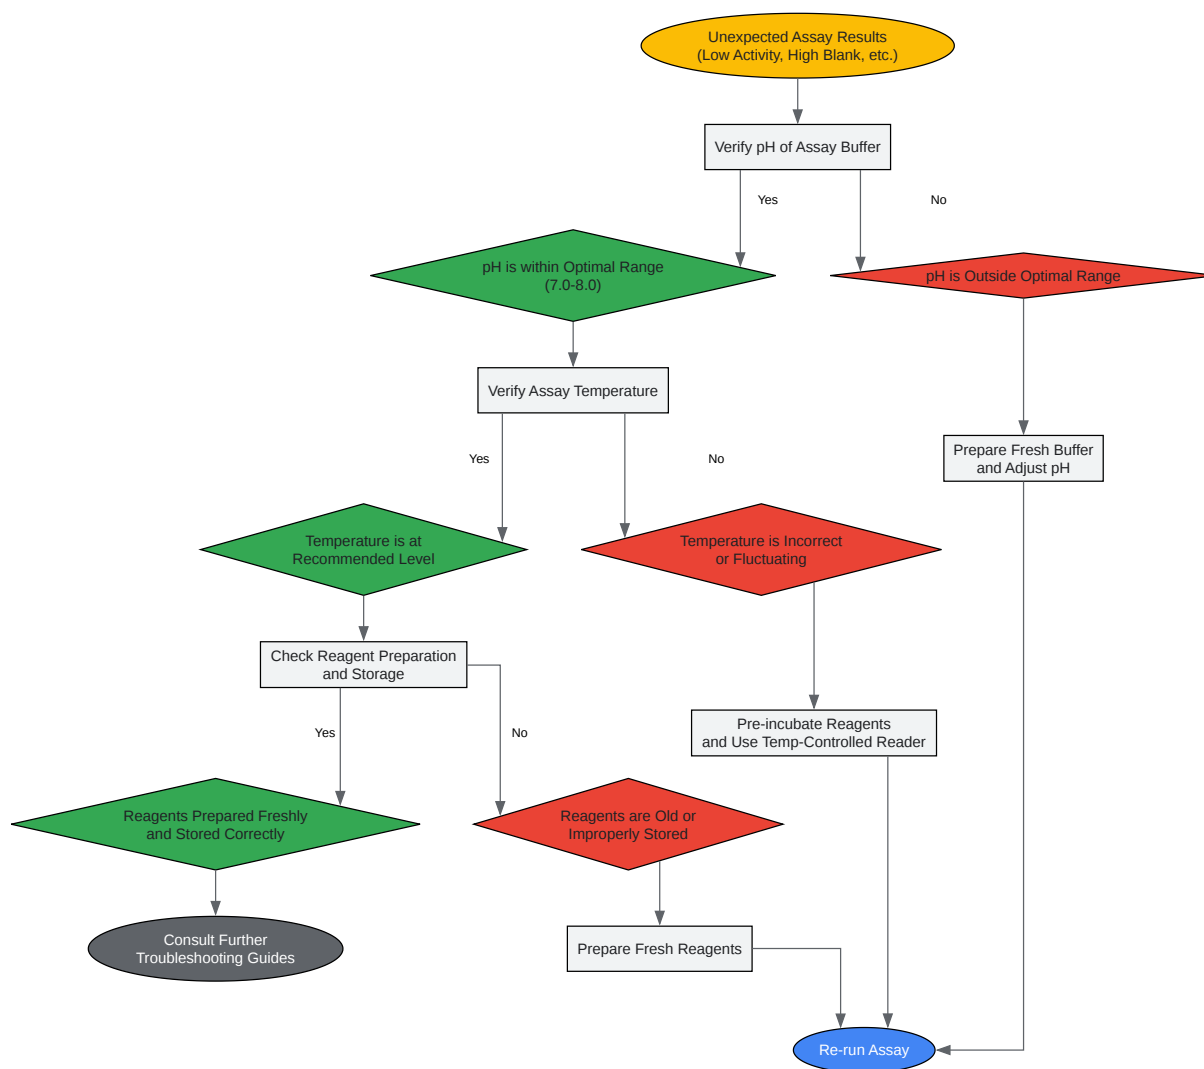 Unexpected Assay Results
(Low Activity, High Blank, etc.)
Verify pH of Assay Buffer
Yes
No
pH is within Optimal Range
(7.0-8.0)
pH is Outside Optimal Range
Verify Assay Temperature
Prepare Fresh Buffer
and Adjust pH
Yes
No
Temperature is at
Recommended Level
Temperature is Incorrect
or Fluctuating
Check Reagent Preparation
and Storage
Pre-incubate Reagents
and Use Temp-Controlled Reader
Yes
No
Reagents Prepared Freshly
and Stored Correctly
Reagents are Old or
Improperly Stored
Consult Further
Troubleshooting Guides
Prepare Fresh Reagents
Re-run Assay